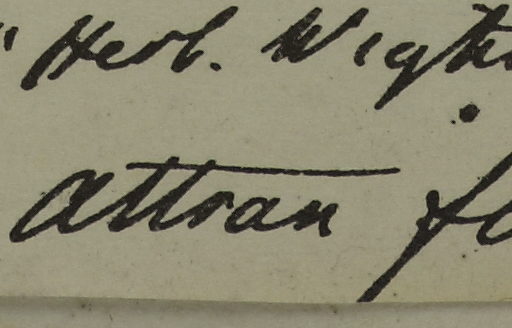 " Herb. Wight
Attran f